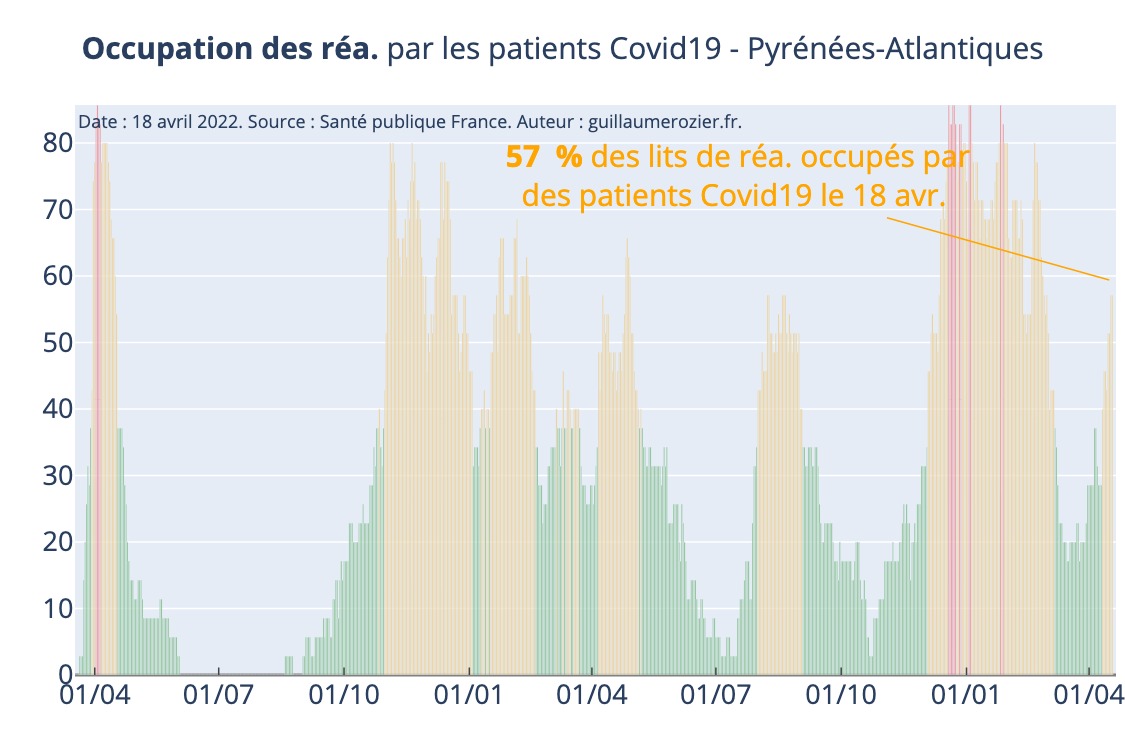 Occupation des réa. par les patients Covid19 - Pyrénées-Atlantiques
Date : 18 avril 2022. Source : Santé publique France. Auteur : guillaumerozier.fr.
57 % des lits de réa. occupés par
des patients Covid19 le 18 avr.
80
70
60
50
40
30
20
10
0
01/04 01/07 01/10 01/01 01/04 01/07 01/10 01/01 01/04